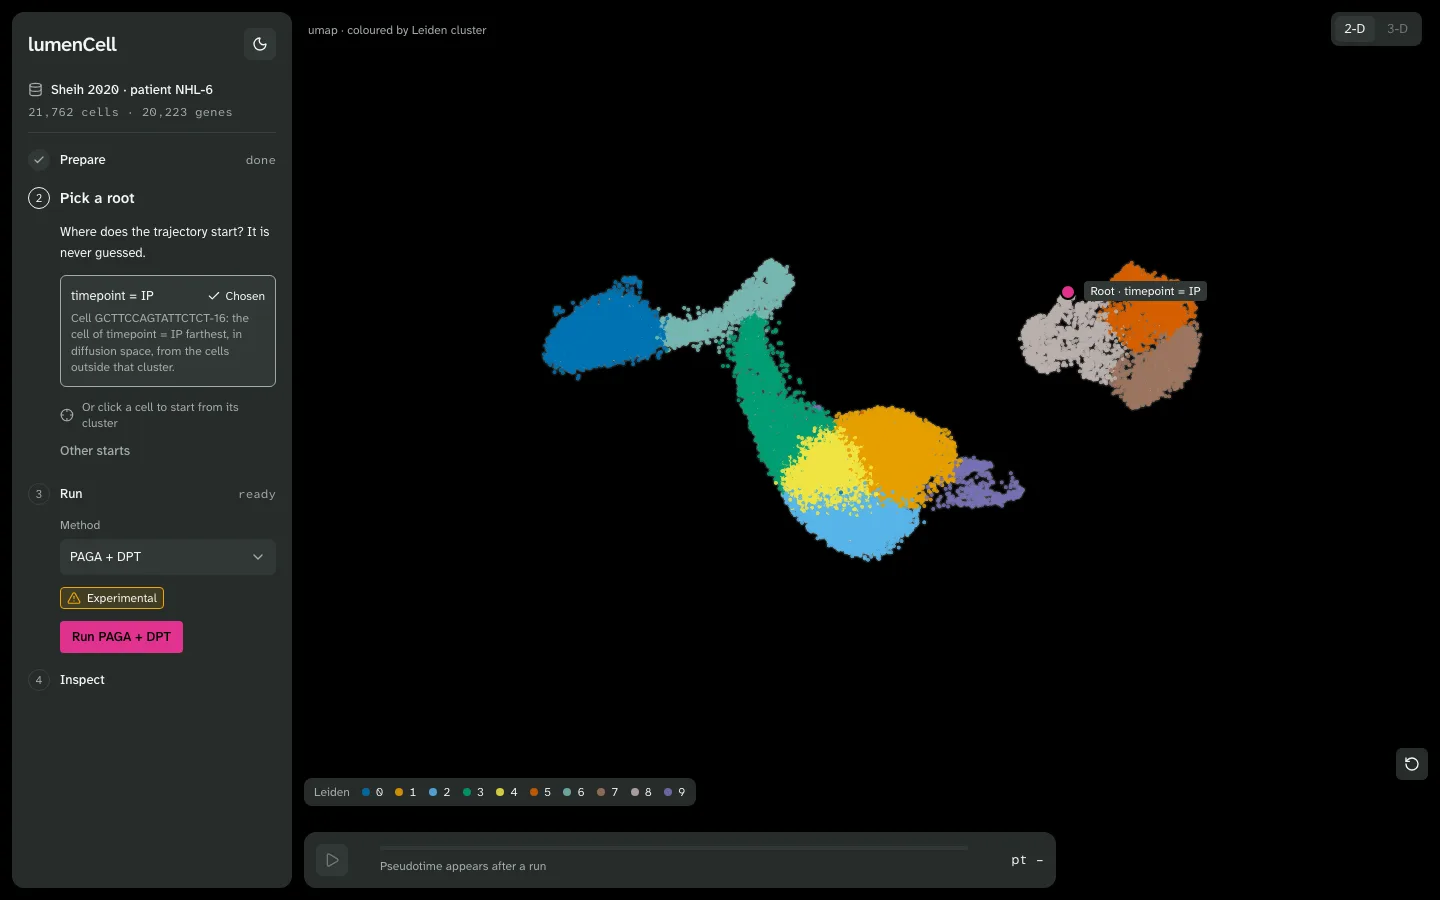 lumenCell
umap · coloured by Leiden cluster
2-D 3-D
Sheih 2020 · patient NHL-6
21,762 cells · 20,223 genes
Prepare done
2 Pick a root
Where does the trajectory start? It is
never guessed.
timepoint = IP Chosen
Cell GCTTCCAGTATTCTCT-16: the
cell of timepoint = IP farthest, in
diffusion space, from the cells
outside that cluster.
Or click a cell to start from its
cluster
Other starts
3 Run ready
Method
PAGA + DPT
Experimental
Run PAGA + DPT
4 Inspect
Root · timepoint = IP
Leiden 0 1 2 3 4 5 6 7 8 9
Pseudotime appears after a run
pt –